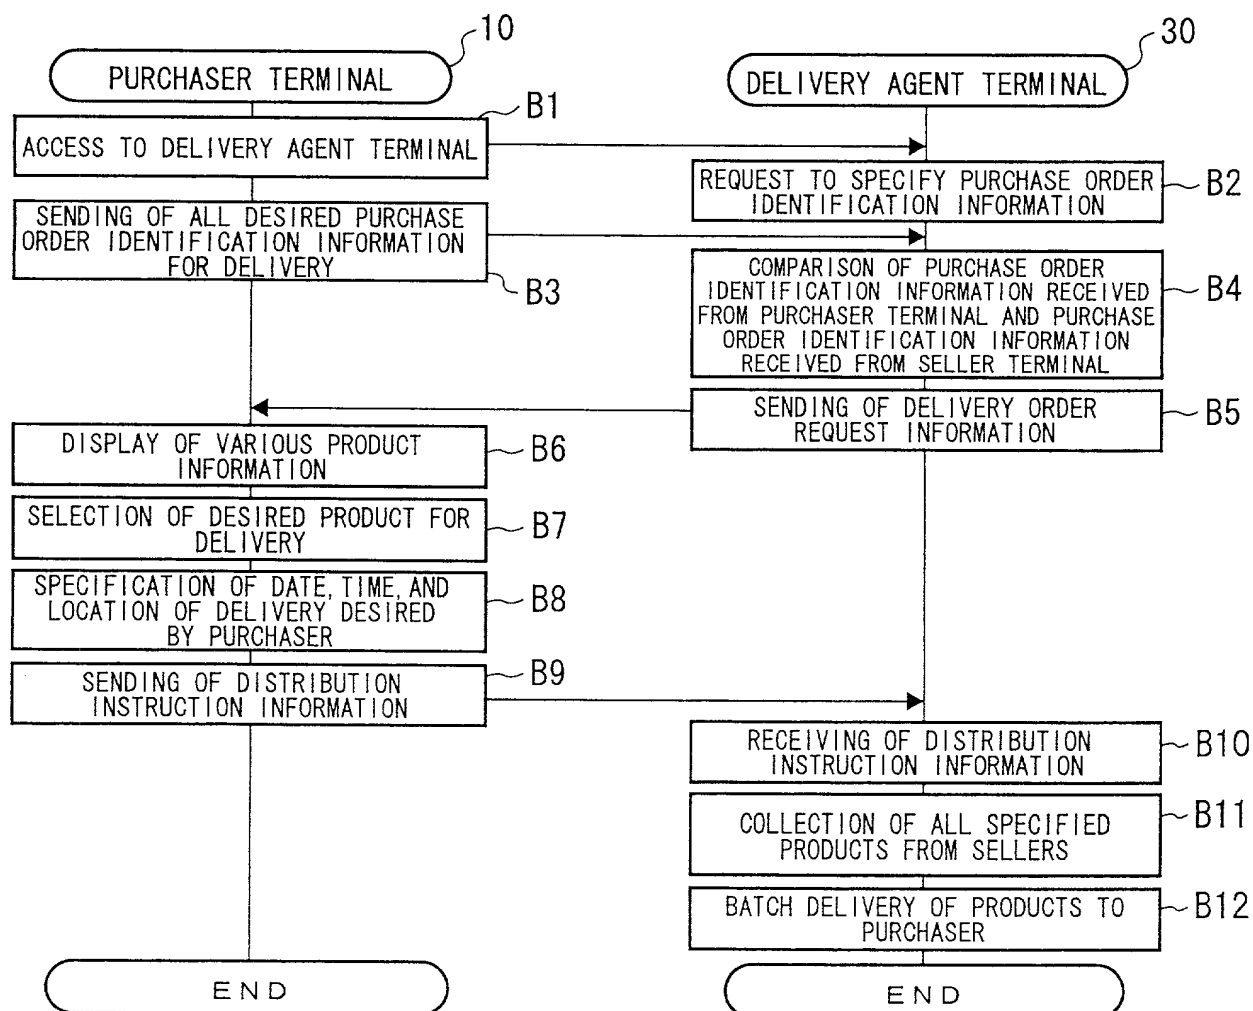 10
PURCHASER TERMINAL
30
DELIVERY AGENT TERMINAL
B1
ACCESS TO DELIVERY AGENT TERMINAL
REQUEST TO SPECIFY PURCHASE ORDER
IDENTIFICATION INFORMATION
B2
SENDING OF ALL DESIRED PURCHASE
ORDER IDENTIFICATION INFORMATION
FOR DELIVERY
B3
COMPARISON OF PURCHASE ORDER
IDENTIFICATION INFORMATION RECEIVED
FROM PURCHASER TERMINAL AND PURCHASE
ORDER IDENTIFICATION INFORMATION
RECEIVED FROM SELLER TERMINAL
B4
SENDING OF DELIVERY ORDER
REQUEST INFORMATION
B5
DISPLAY OF VARIOUS PRODUCT
INFORMATION
B6
SELECTION OF DESIRED PRODUCT FOR
DELIVERY
B7
SPECIFICATION OF DATE, TIME, AND
LOCATION OF DELIVERY DESIRED
BY PURCHASER
B8
SENDING OF DISTRIBUTION
INSTRUCTION INFORMATION
B9
RECEIVING OF DISTRIBUTION
INSTRUCTION INFORMATION
B10
COLLECTION OF ALL SPECIFIED
PRODUCTS FROM SELLERS
B11
BATCH DELIVERY OF PRODUCTS TO
PURCHASER
B12
END
END